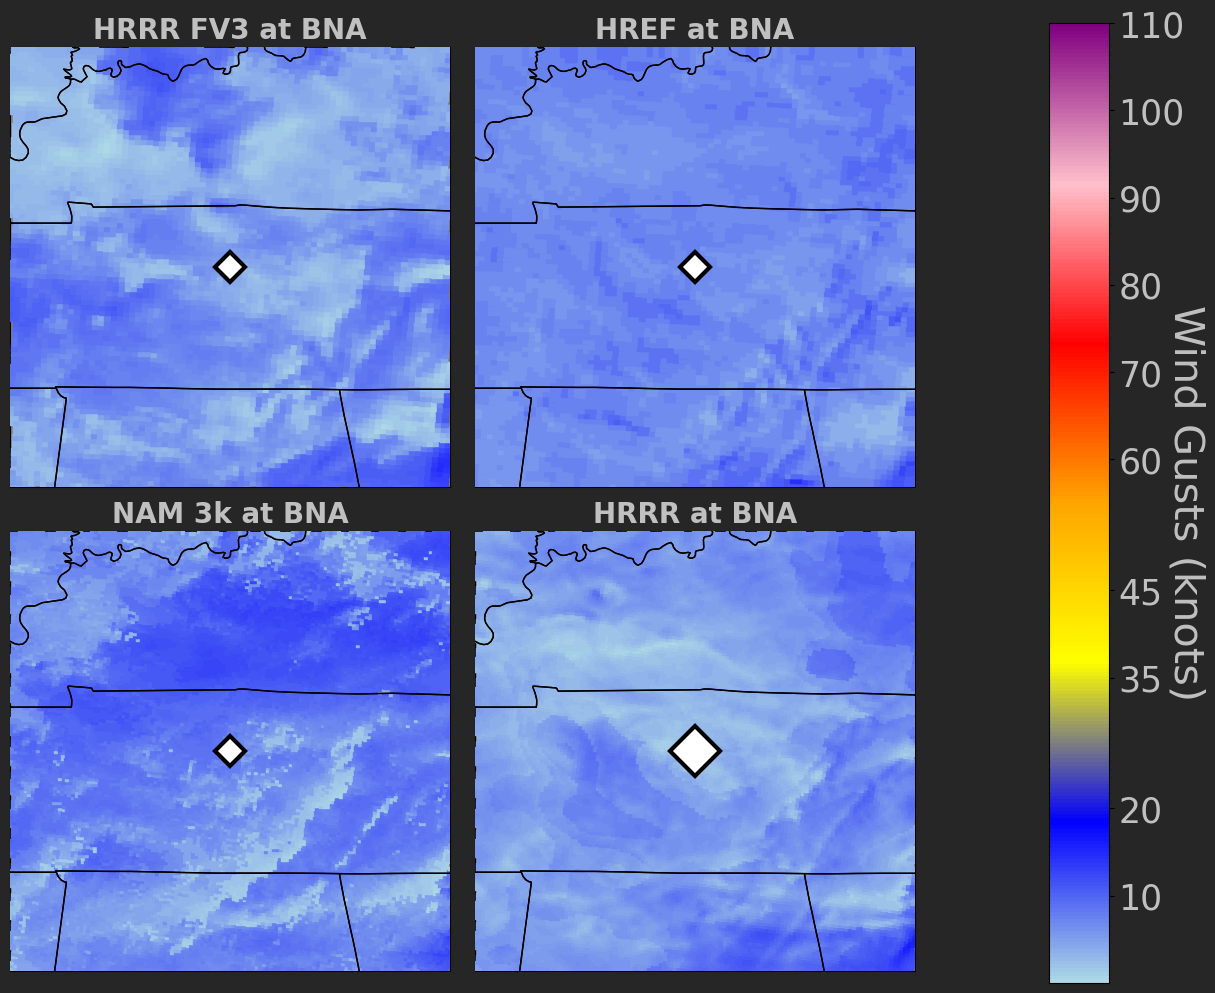 HRRR FV3 at BNA
HREF at BNA
NAM 3k at BNA
HRRR at BNA
110
100
90
80
70
60
45
35
20
10
Wind Gusts (knots)